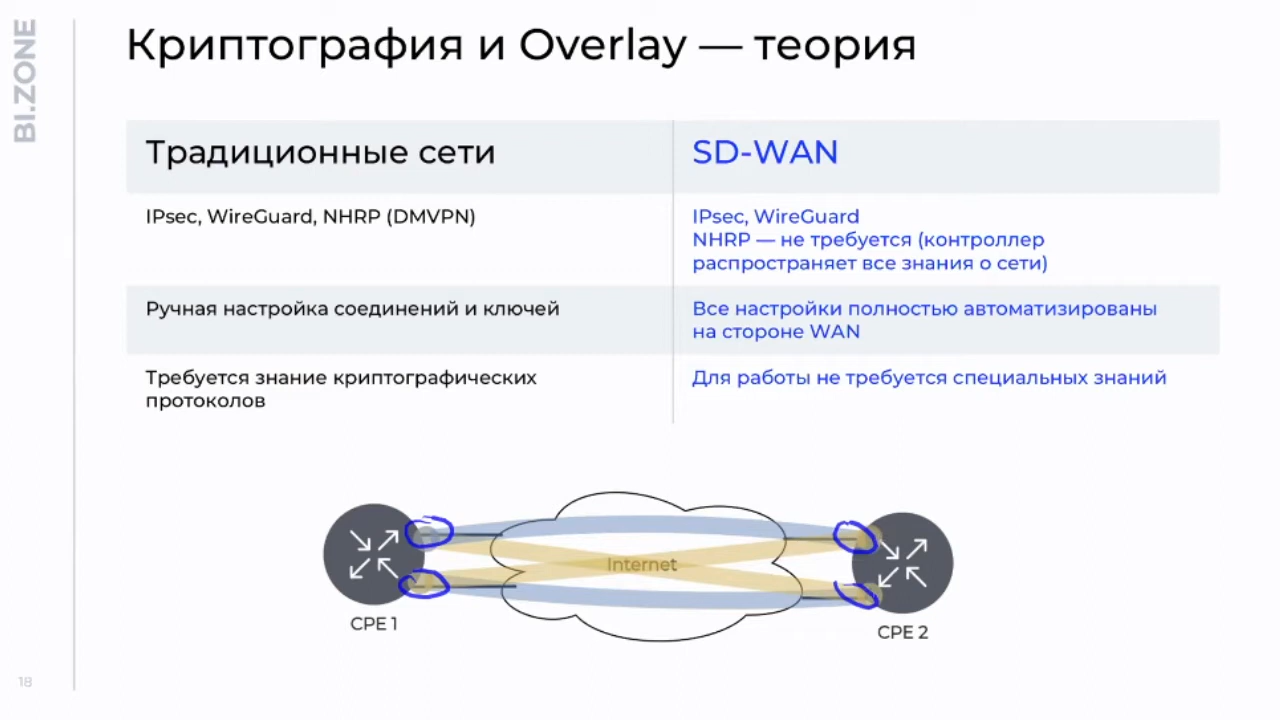 BI.ZONE
Криптография и Overlay — теория
Традиционные сети
SD-WAN
IPsec, WireGuard, NHRP (DMVPN)
IPsec, WireGuard
NHRP — не требуется (контроллер
распространяет все знания о сети)
Ручная настройка соединений и ключей
Все настройки полностью автоматизированы
на стороне WAN
Требуется знание криптографических
протоколов
Для работы не требуется специальных знаний
Internet
CPE 1
CPE 2
18